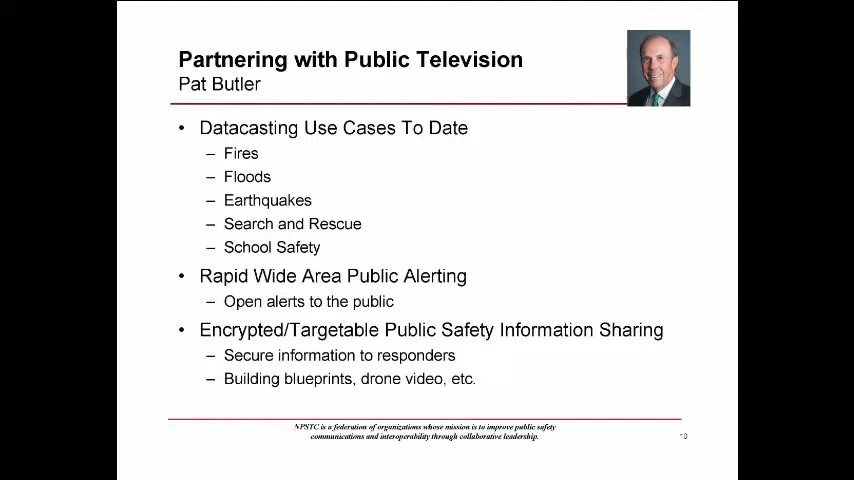 Partnering with Public Television
Pat Butler
• Datacasting Use Cases To Date
– Fires
– Floods
– Earthquakes
– Search and Rescue
– School Safety
• Rapid Wide Area Public Alerting
– Open alerts to the public
• Encrypted/Targetable Public Safety Information Sharing
– Secure information to responders
– Building blueprints, drone video, etc.
NPSTC is a federation of organizations whose mission is to improve public safety
communications and interoperability through collaborative leadership.
10